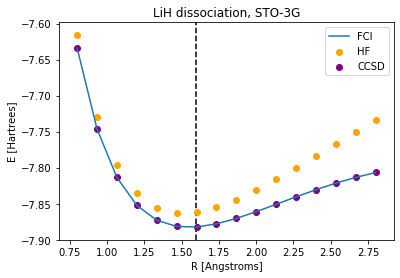 LiH dissociation, STO-3G
E [Hartrees]
−7.60
−7.65
−7.70
−7.75
−7.80
−7.85
−7.90
FCI
HF
CCSD
0.75 1.00 1.25 1.50 1.75 2.00 2.25 2.50 2.75
R [Angstroms]